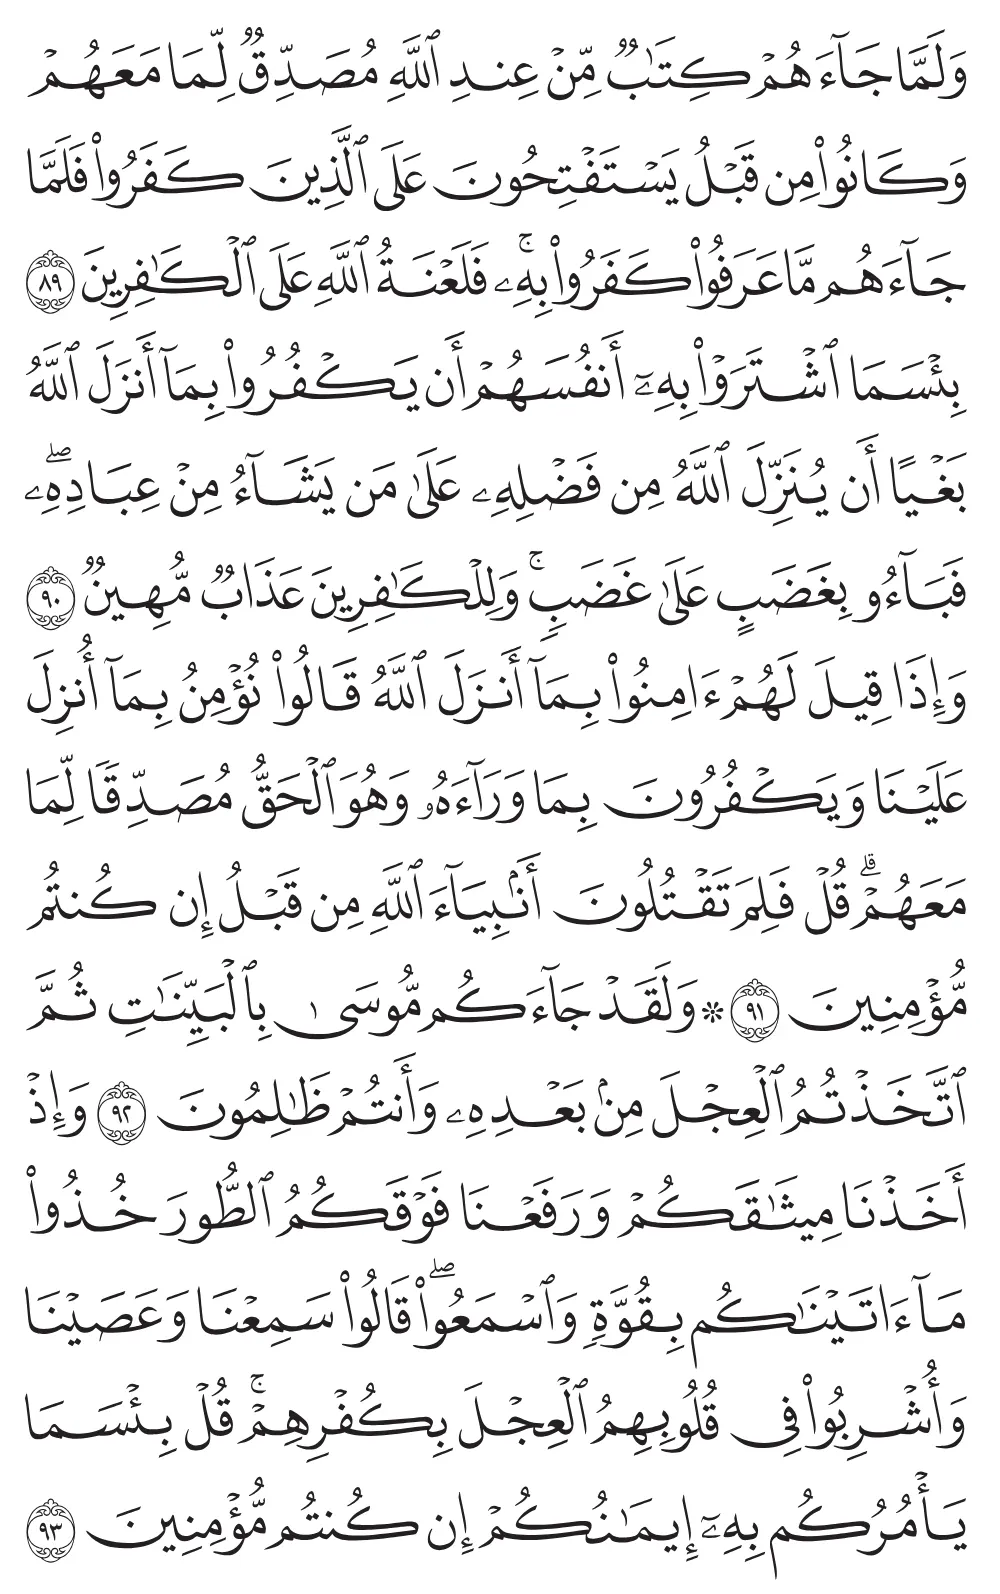 وَلَمَّا جَآءَهُمْ كِتَٰبٌ مِّنْ عِندِ ٱللَّهِ مُصَدِّقٌ لِّمَا مَعَهُمْ
وَكَانُوا۟ مِن قَبْلُ يَسْتَفْتِحُونَ عَلَى ٱلَّذِينَ كَفَرُوا۟ فَلَمَّا
جَآءَهُم مَّا عَرَفُوا۟ كَفَرُوا۟ بِهِۦ ۚ فَلَعْنَةُ ٱللَّهِ عَلَى ٱلْكَٰفِرِينَ ٨٩
بِئْسَمَا ٱشْتَرَوْا۟ بِهِۦٓ أَنفُسَهُمْ أَن يَكْفُرُوا۟ بِمَآ أَنزَلَ ٱللَّهُ
بَغْيًا أَن يُنَزِّلَ ٱللَّهُ مِن فَضْلِهِۦ عَلَىٰ مَن يَشَآءُ مِنْ عِبَادِهِۦ ۖ
فَبَآءُو بِغَضَبٍ عَلَىٰ غَضَبٍ ۚ وَلِلْكَٰفِرِينَ عَذَابٌ مُّهِينٌ ٩٠
وَإِذَا قِيلَ لَهُمْ ءَامِنُوا۟ بِمَآ أَنزَلَ ٱللَّهُ قَالُوا۟ نُؤْمِنُ بِمَآ أُنزِلَ
عَلَيْنَا وَيَكْفُرُونَ بِمَا وَرَآءَهُۥ وَهُوَ ٱلْحَقُّ مُصَدِّقًا لِّمَا
مَعَهُمْ ۗ قُلْ فَلِمَ تَقْتُلُونَ أَنۢبِيَآءَ ٱللَّهِ مِن قَبْلُ إِن كُنتُم
مُّؤْمِنِينَ ٩١ ۞ وَلَقَدْ جَآءَكُم مُّوسَىٰ بِٱلْبَيِّنَٰتِ ثُمَّ
ٱتَّخَذْتُمُ ٱلْعِجْلَ مِنۢ بَعْدِهِۦ وَأَنتُمْ ظَٰلِمُونَ ٩٢ وَإِذْ
أَخَذْنَا مِيثَٰقَكُمْ وَرَفَعْنَا فَوْقَكُمُ ٱلطُّورَ خُذُوا۟
مَآ ءَاتَيْنَٰكُم بِقُوَّةٍ وَٱسْمَعُوا۟ ۖ قَالُوا۟ سَمِعْنَا وَعَصَيْنَا
وَأُشْرِبُوا۟ فِى قُلُوبِهِمُ ٱلْعِجْلَ بِكُفْرِهِمْ ۚ قُلْ بِئْسَمَا
يَأْمُرُكُم بِهِۦٓ إِيمَٰنُكُمْ إِن كُنتُم مُّؤْمِنِينَ ٩٣